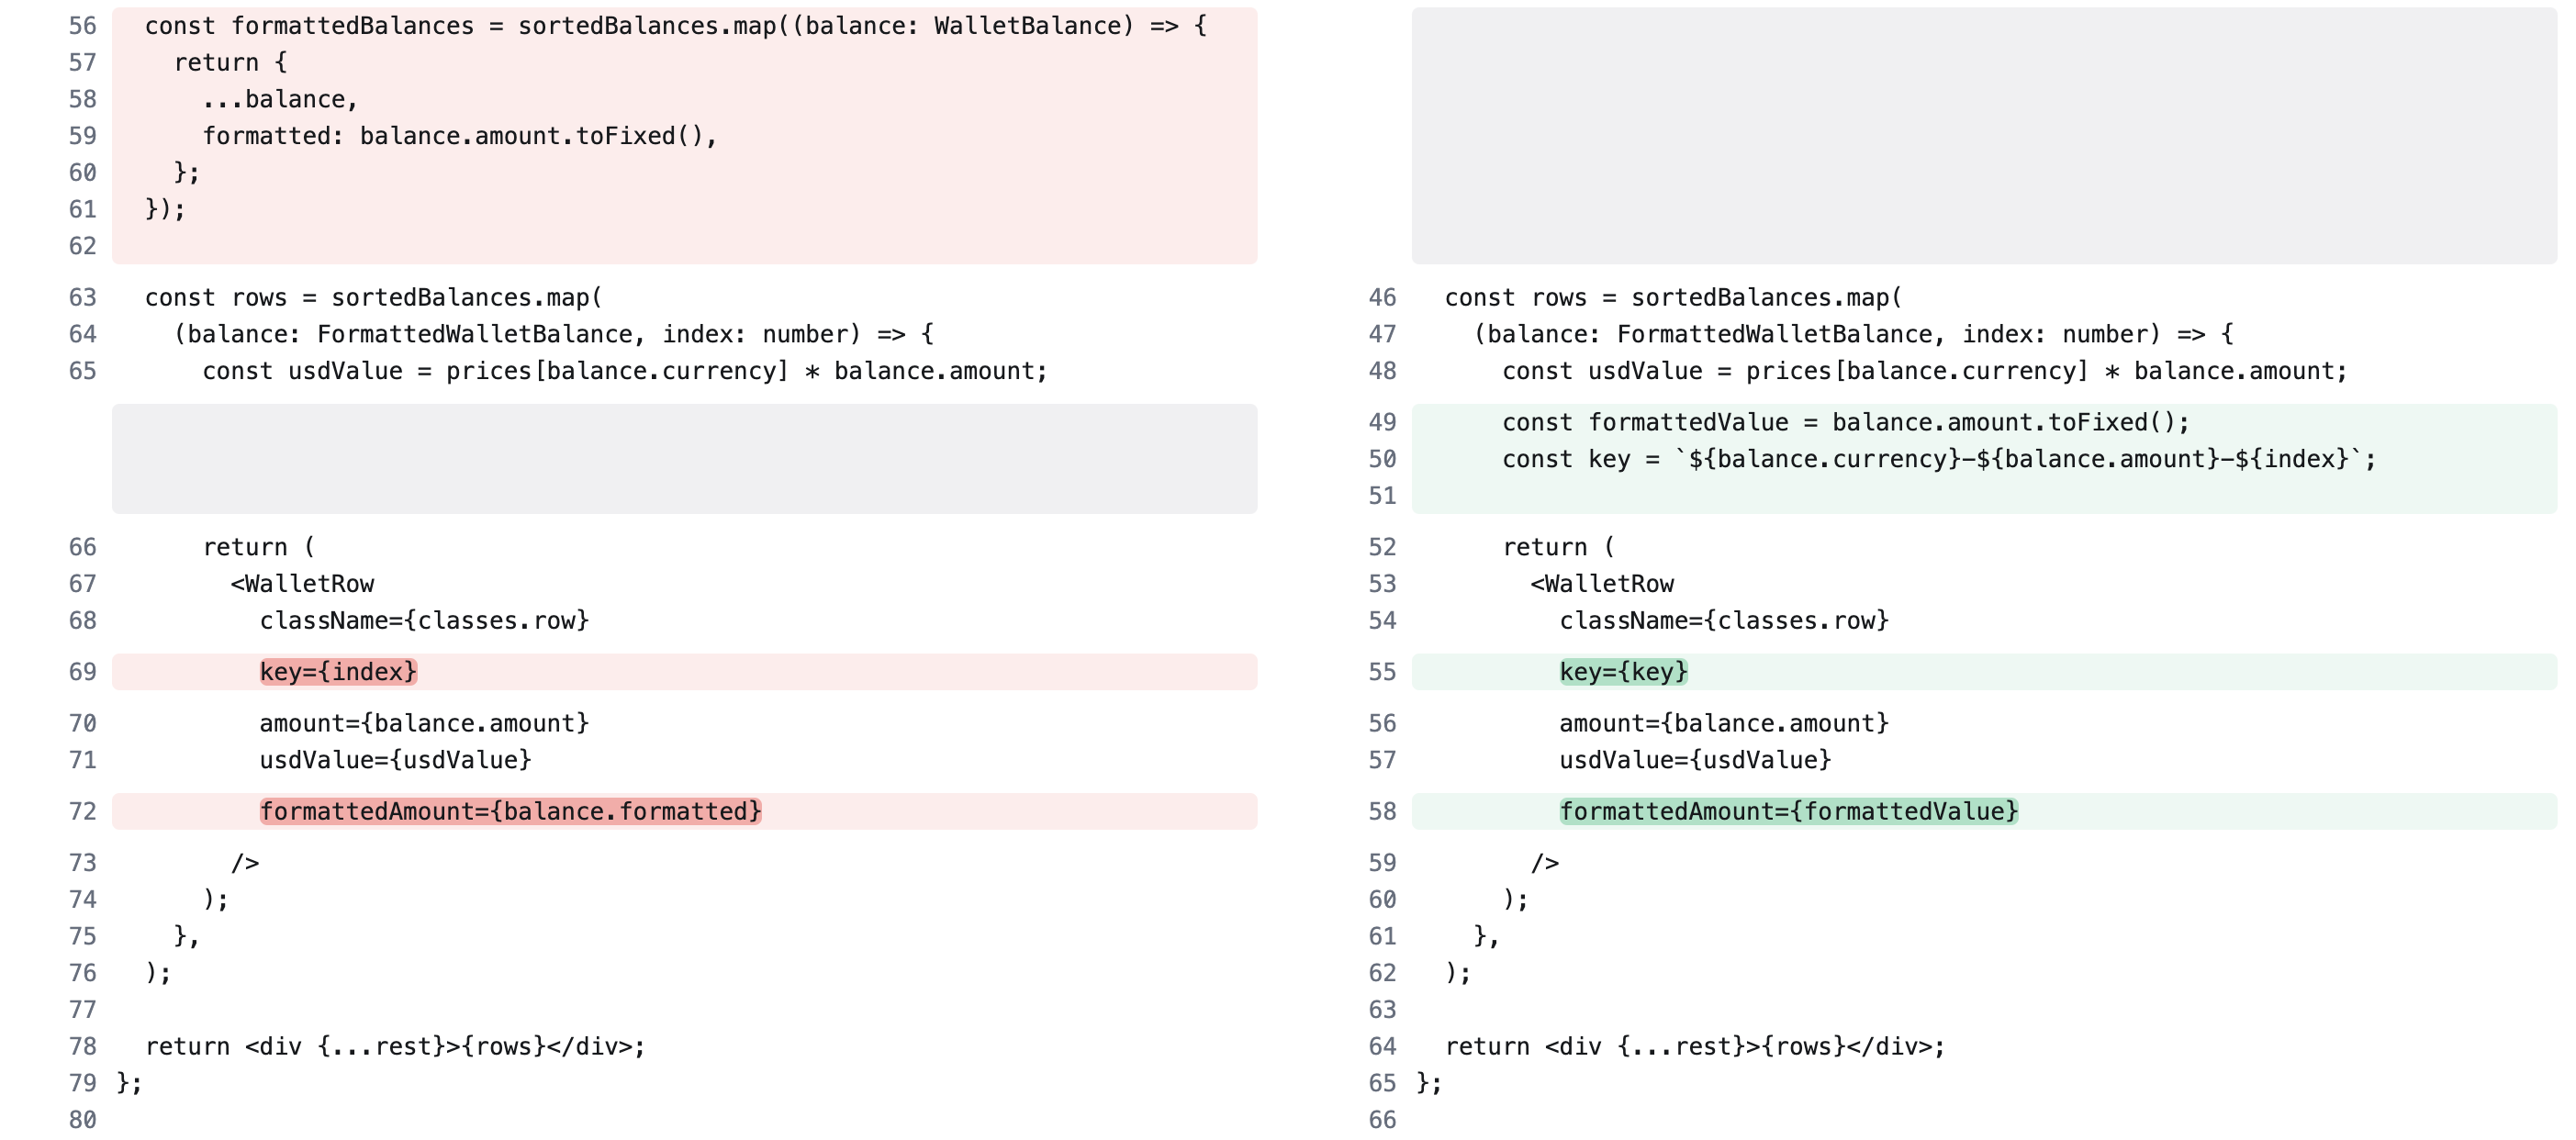 56 const formattedBalances = sortedBalances.map((balance: WalletBalance) => {
57 return {
58 ...balance,
59 formatted: balance.amount.toFixed(),
60 };
61 });
62
63 const rows = sortedBalances.map(
64 (balance: FormattedWalletBalance, index: number) => {
65 const usdValue = prices[balance.currency] * balance.amount;
66 return (
67 <WalletRow
68 className={classes.row}
69 key={index}
70 amount={balance.amount}
71 usdValue={usdValue}
72 formattedAmount={balance.formatted}
73 />
74 );
75 },
76 );
77
78 return <div {...rest}>{rows}</div>;
79 };
80
46 const rows = sortedBalances.map(
47 (balance: FormattedWalletBalance, index: number) => {
48 const usdValue = prices[balance.currency] * balance.amount;
49 const formattedValue = balance.amount.toFixed();
50 const key = `${balance.currency}-${balance.amount}-${index}`;
51
52 return (
53 <WalletRow
54 className={classes.row}
55 key={key}
56 amount={balance.amount}
57 usdValue={usdValue}
58 formattedAmount={formattedValue}
59 />
60 );
61 },
62 );
63
64 return <div {...rest}>{rows}</div>;
65 };
66